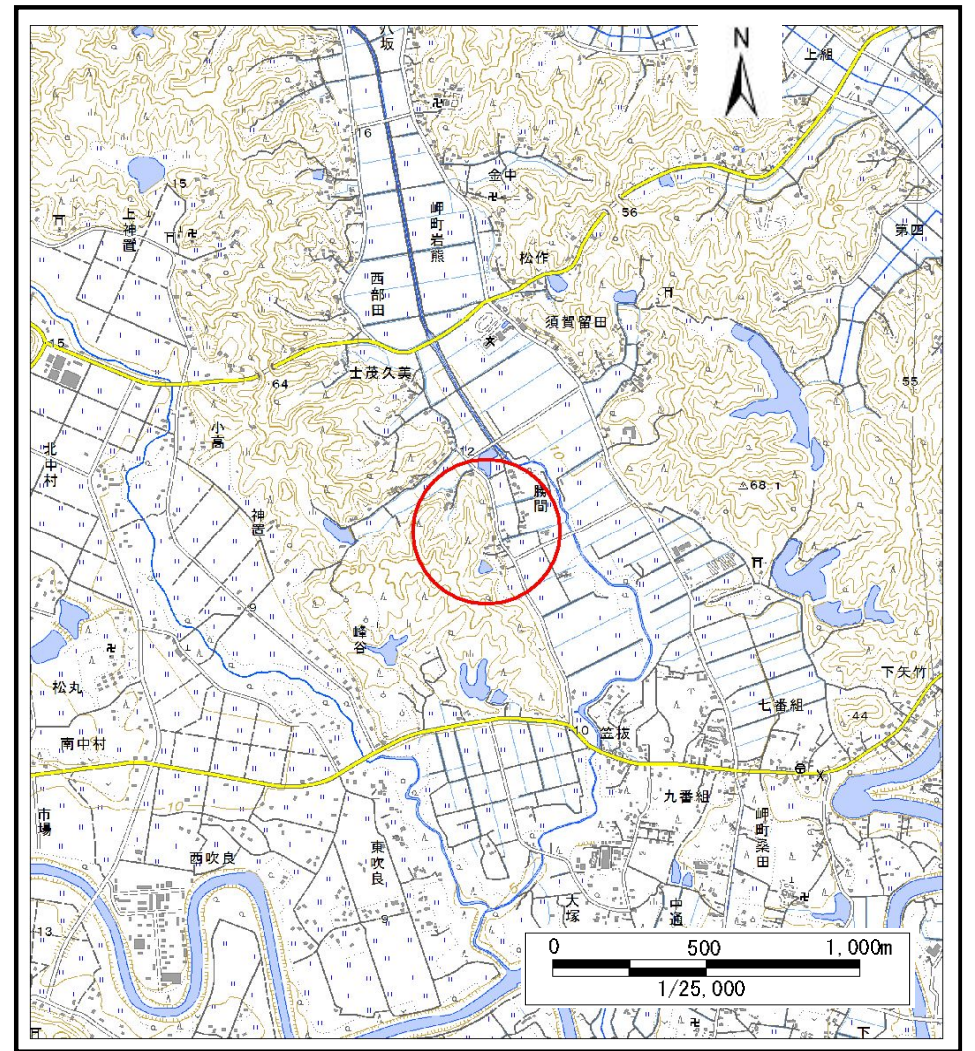 八坂
N
上組
16
金中
56
15
上神置
岬町岩熊
第四
松作
西部田
須賀留田
15
士茂久美
64
55
小高
北中村
12
勝間
68.1
神置
9
峰谷
下矢竹
松丸
七番組
44
南中村
10
笠抜
九番組
10
市場
岬町桑田
東吹良
西吹良
5
大塚
中通
9
13
0 500 1,000m
1/25,000
下